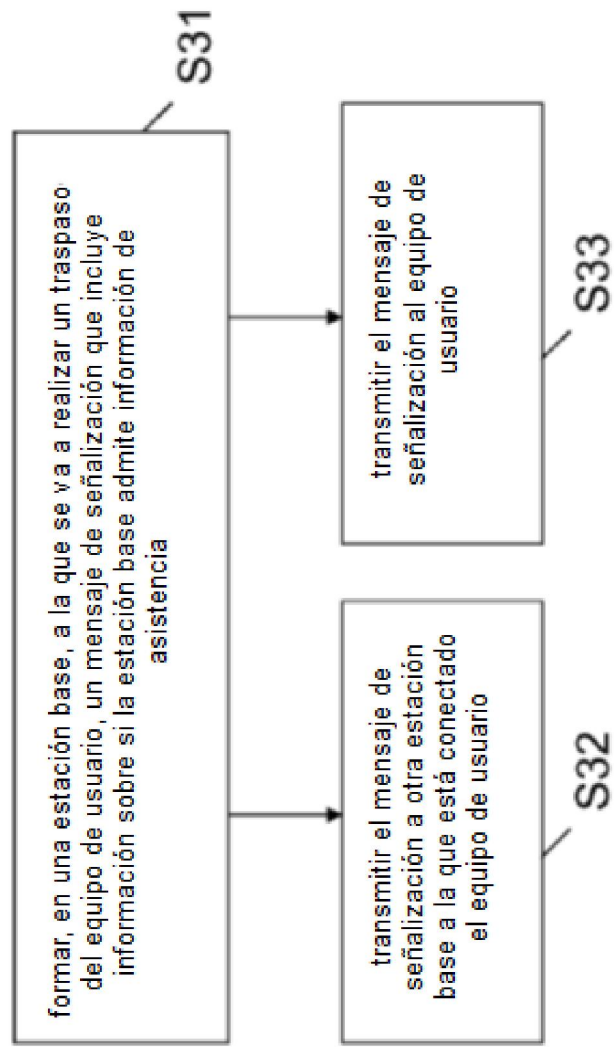 formar, en una estación base, a la que se va a realizar un traspaso
del equipo de usuario, un mensaje de señalización que incluye
información sobre si la estación base admite información de
asistencia
S31
transmitir el mensaje de
señalización a otra estación
base a la que está conectado
el equipo de usuario
S32
transmitir el mensaje de
señalización al equipo de
usuario
S33